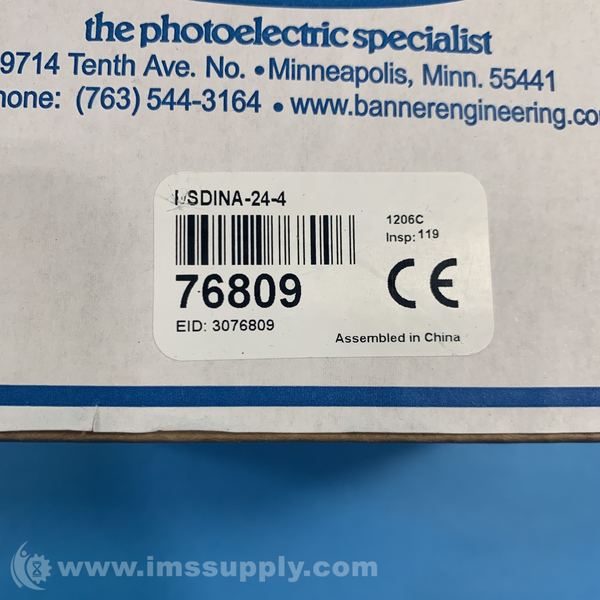 the photoelectric specialist
9714 Tenth Ave. No. • Minneapolis, Minn. 55441
hone: (763) 544-3164 • www.bannerengineering.co
SDINA-24-4
1206C
Insp: 119
76809
CE
EID: 3076809
Assembled in China
www.imssupply.com